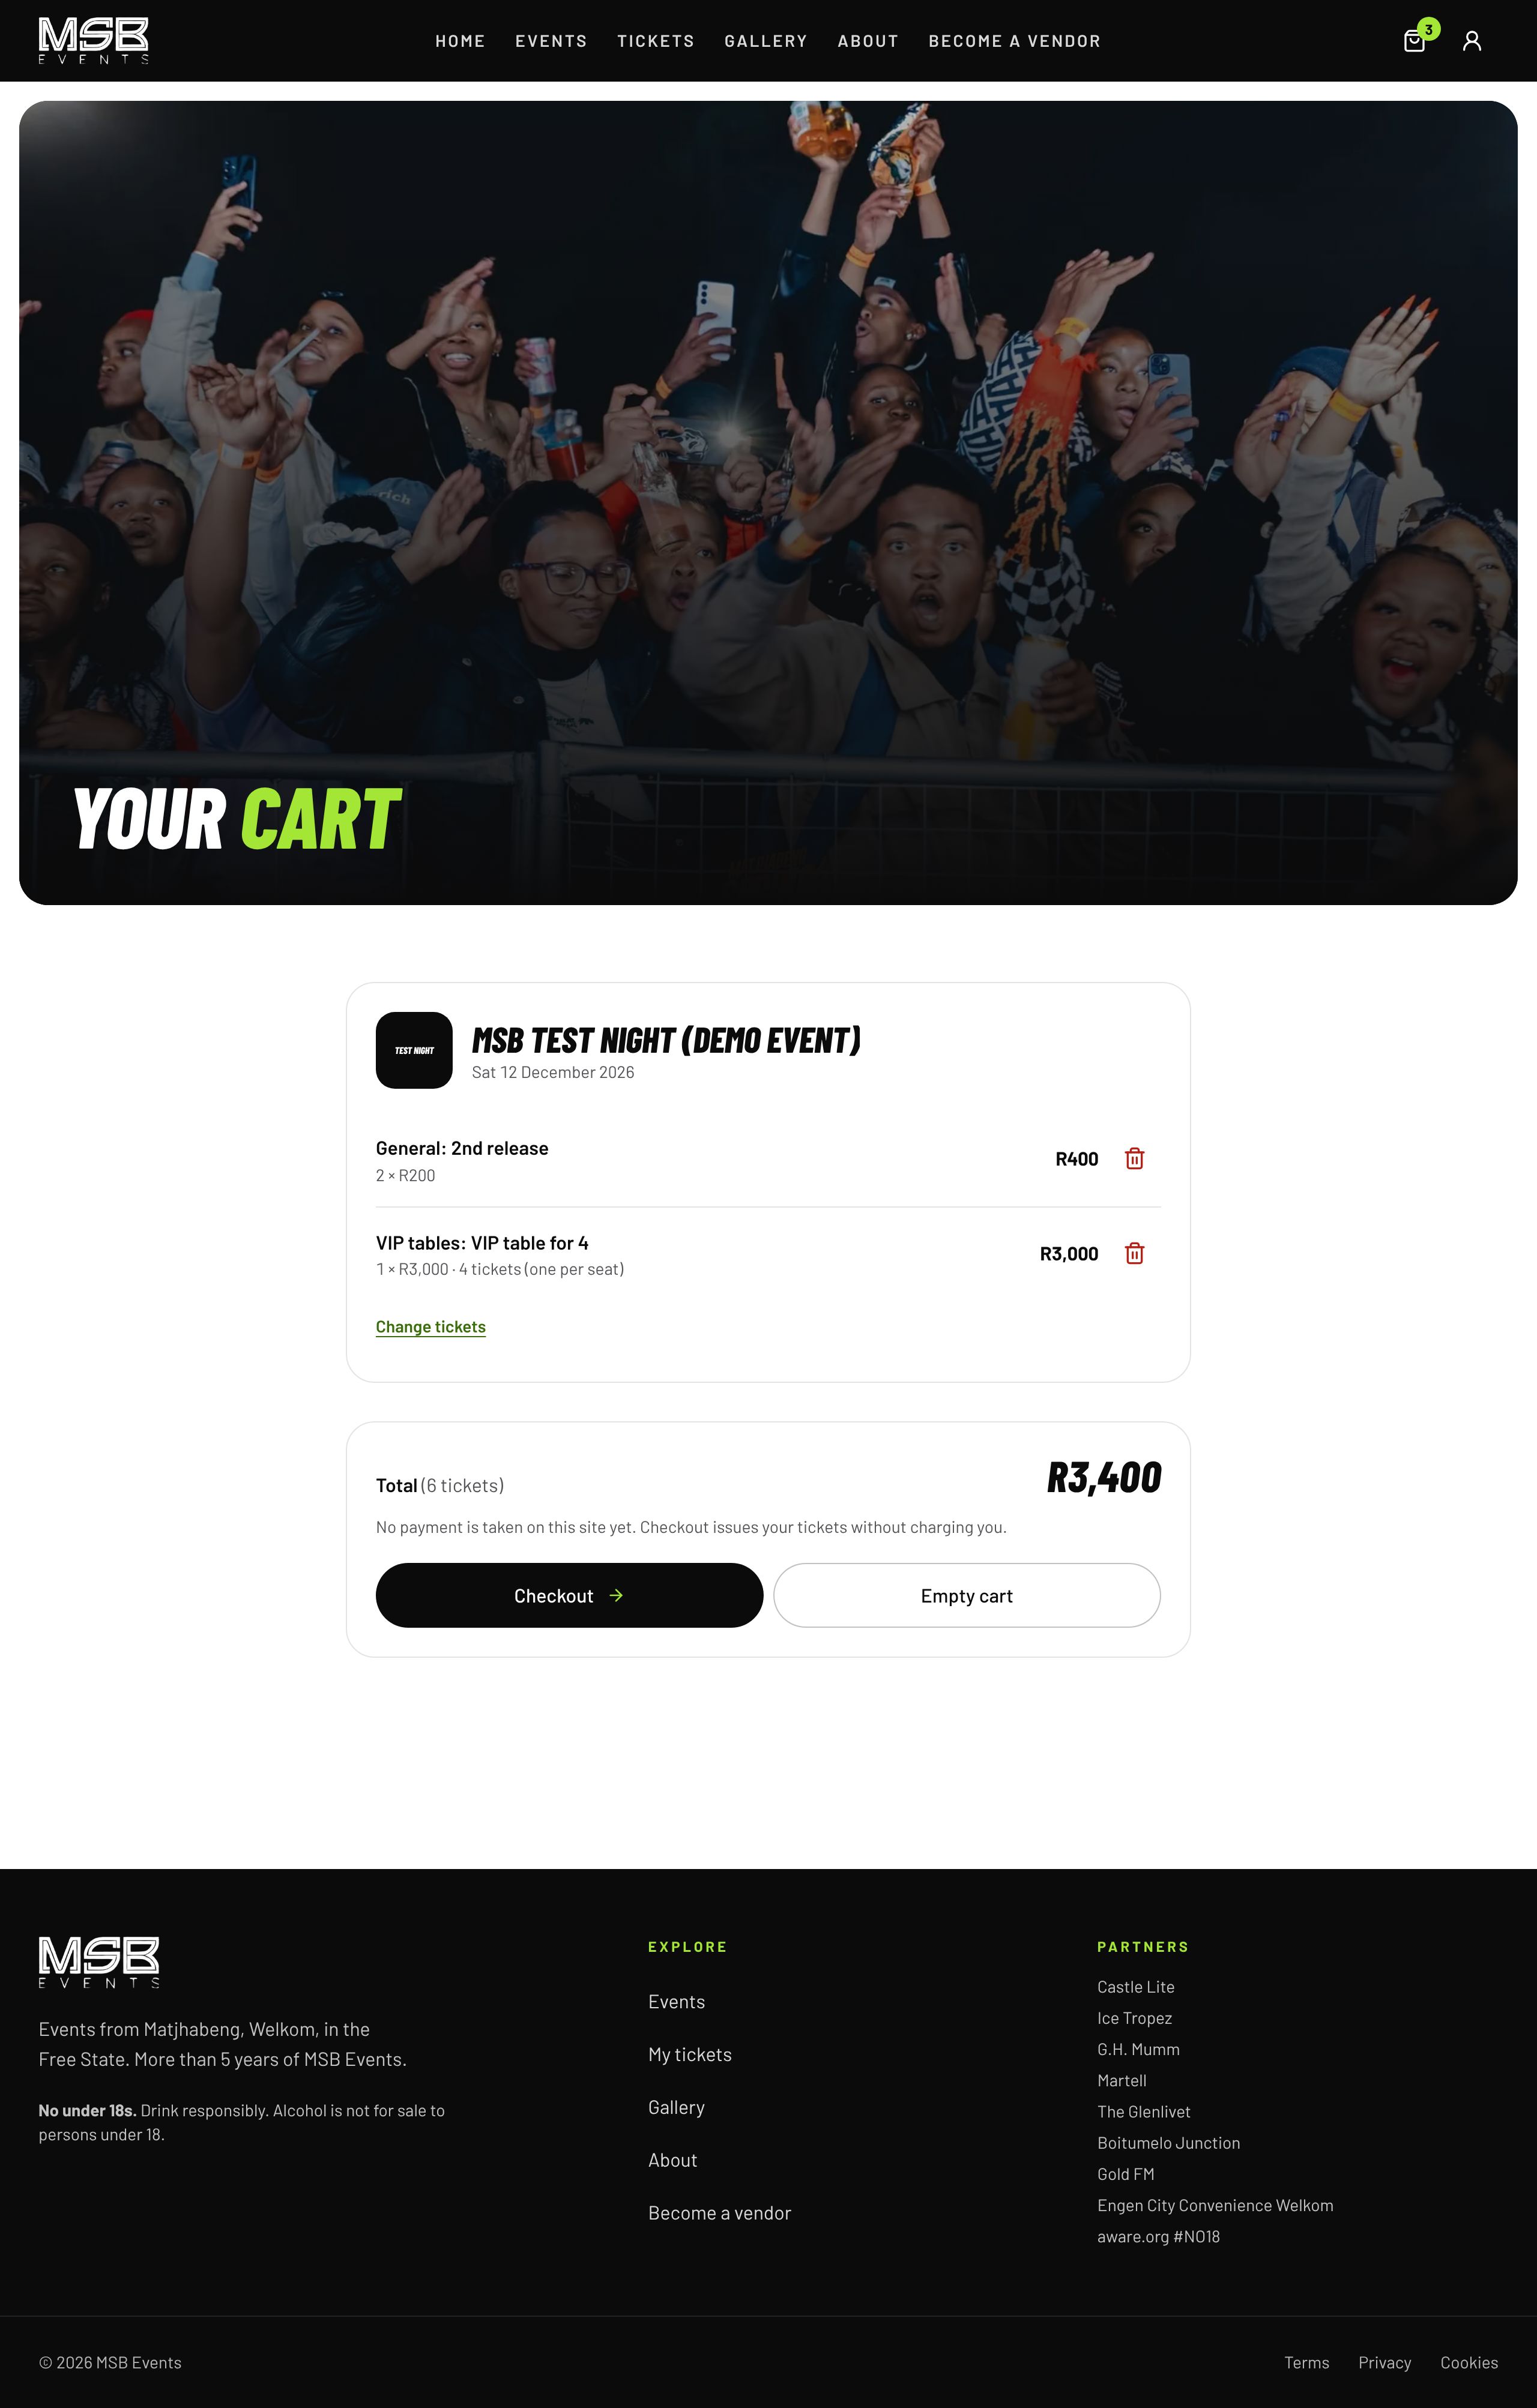 MSB
EVENTS
HOME EVENTS TICKETS GALLERY ABOUT BECOME A VENDOR
3
rich
YOUR CART
TEST NIGHT
MSB TEST NIGHT (DEMO EVENT)
Sat 12 December 2026
General: 2nd release
2 × R200
R400
VIP tables: VIP table for 4
1 × R3,000 · 4 tickets (one per seat)
R3,000
Change tickets
Total (6 tickets)
R3,400
No payment is taken on this site yet. Checkout issues your tickets without charging you.
Checkout →
Empty cart
MSB
EVENTS
Events from Matjhabeng, Welkom, in the
Free State. More than 5 years of MSB Events.
No under 18s. Drink responsibly. Alcohol is not for sale to
persons under 18.
EXPLORE
Events
My tickets
Gallery
About
Become a vendor
PARTNERS
Castle Lite
Ice Tropez
G.H. Mumm
Martell
The Glenlivet
Boitumelo Junction
Gold FM
Engen City Convenience Welkom
aware.org #NO18
© 2026 MSB Events
Terms Privacy Cookies